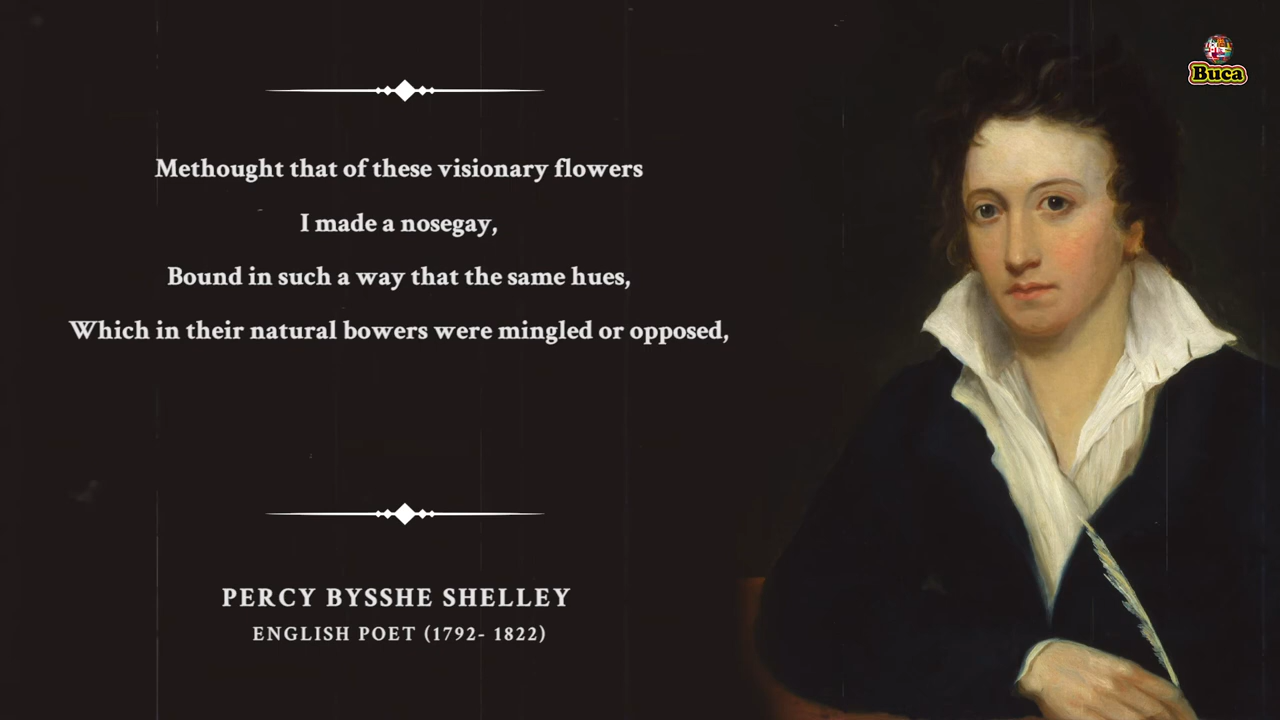 Buca
Methought that of these visionary flowers
I made a nosegay,
Bound in such a way that the same hues,
Which in their natural bowers were mingled or opposed,
PERCY BYSSHE SHELLEY
ENGLISH POET (1792- 1822)